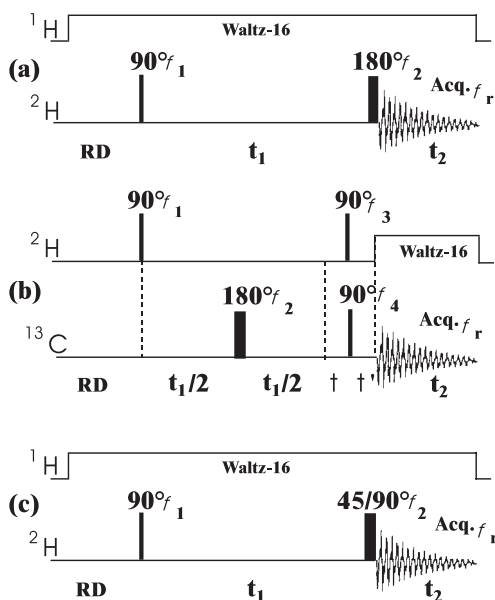 ¹H Waltz-16
(a)
90°f₁ 180°f₂ Acq. fᵣ
²H
RD t₁ t₂
90°f₁ 90°f₃
²H Waltz-16
(b)
180°f₂ 90°f₄ Acq. fᵣ
¹³C
RD t₁/2 t₁/2 † †' t₂
¹H Waltz-16
(c)
90°f₁ 45/90°f₂ Acq. fᵣ
²H
RD t₁ t₂